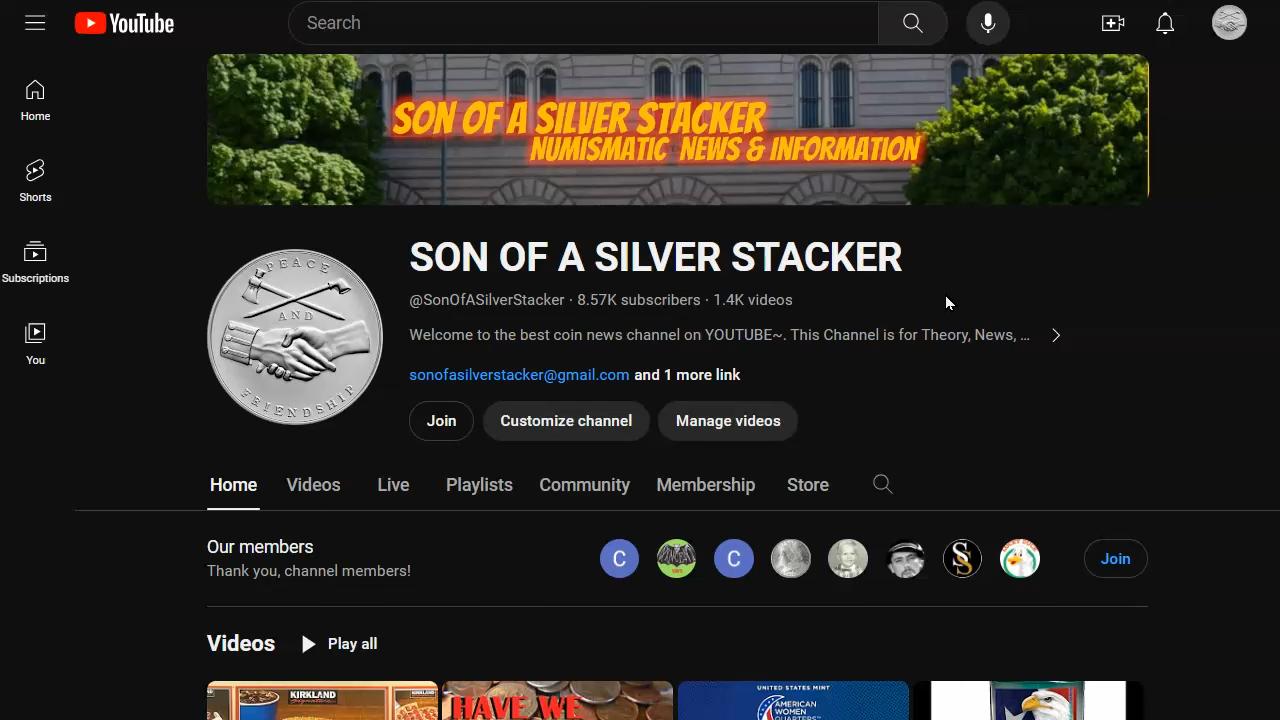 YouTube
Search
Home
Shorts
Subscriptions
You
SON OF A SILVER STACKER
NUMISMATIC NEWS & INFORMATION
PEACE
AND
FRIENDSHIP
SON OF A SILVER STACKER
@SonOfASilverStacker · 8.57K subscribers · 1.4K videos
Welcome to the best coin news channel on YOUTUBE~. This Channel is for Theory, News, ...
sonofasilverstacker@gmail.com and 1 more link
Join
Customize channel
Manage videos
Home Videos Live Playlists Community Membership Store
Our members
Thank you, channel members!
C
C
S
S
Join
Videos
Play all
KIRKLAND
Signature
KIRKLAND
HAVE WE
UNITED STATES MINT
AMERICAN
WOMEN
QUARTERS™